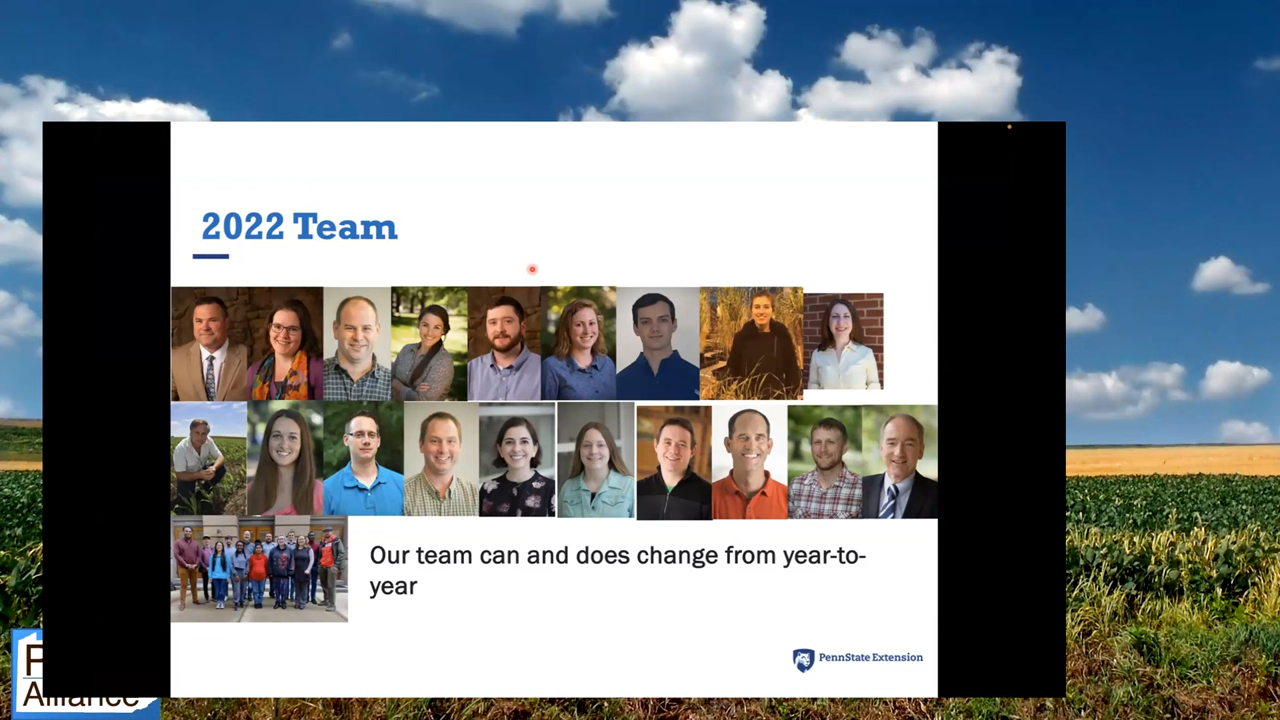 2022 Team
Our team can and does change from year-to-
year
PennState Extension
P
Alliance